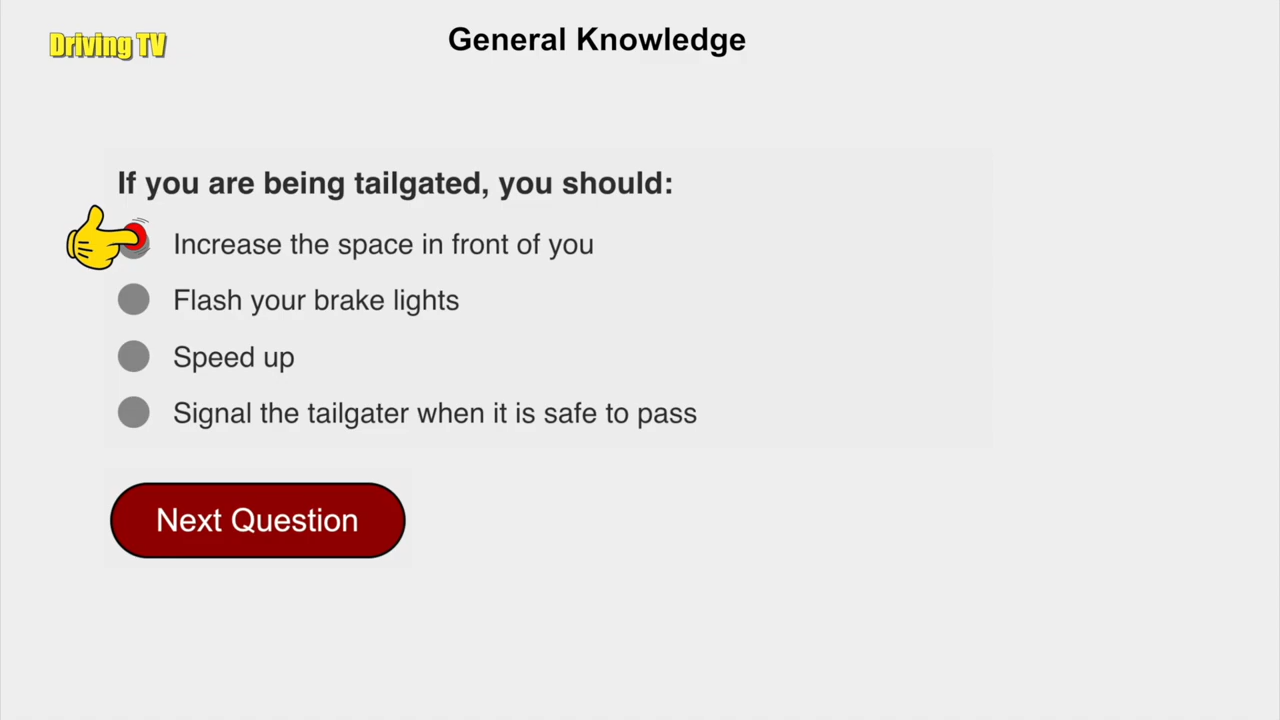 Driving TV
General Knowledge
If you are being tailgated, you should:
Increase the space in front of you
Flash your brake lights
Speed up
Signal the tailgater when it is safe to pass
Next Question